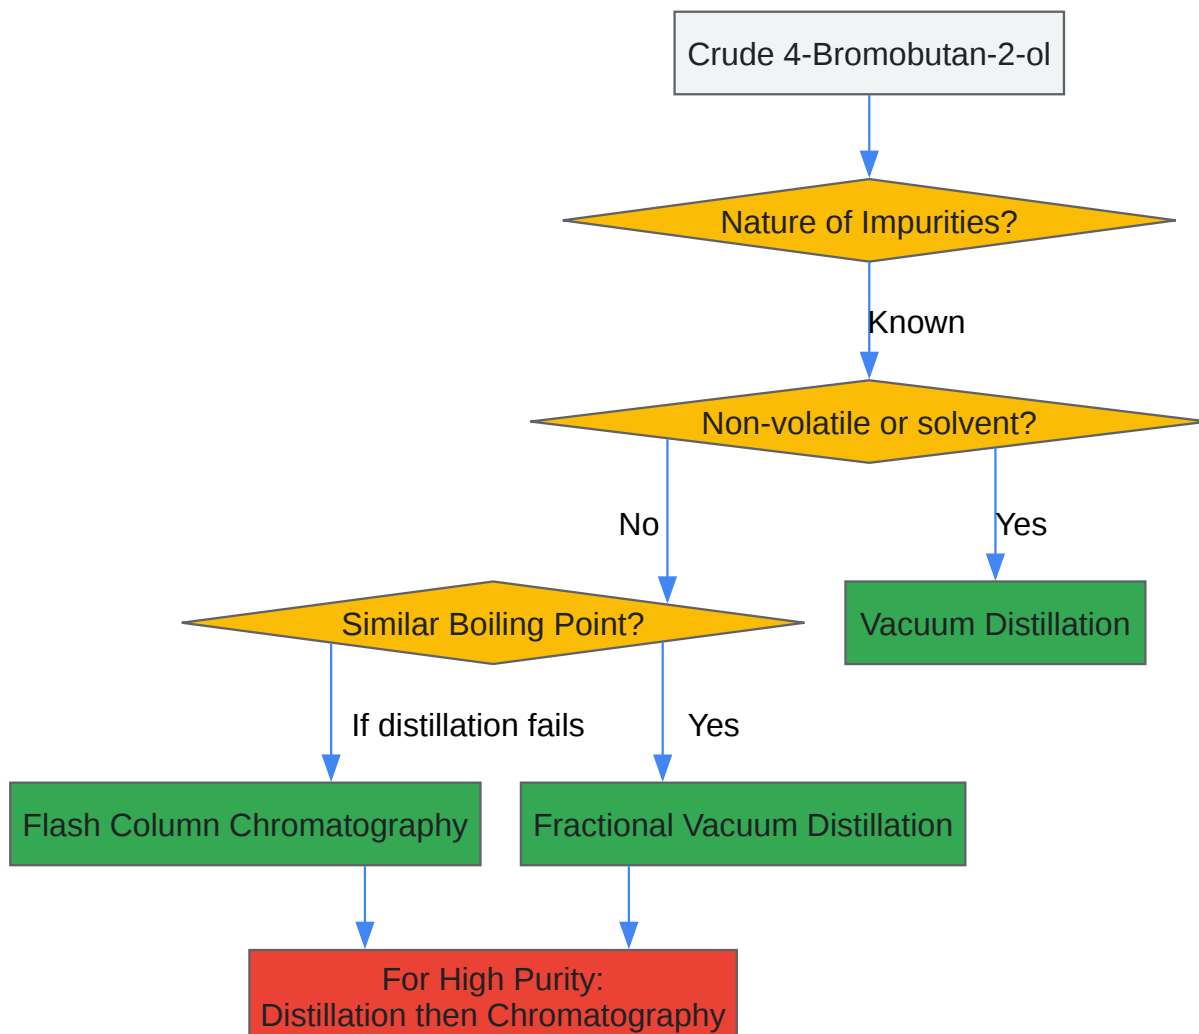 Crude 4-Bromobutan-2-ol
Nature of Impurities?
Known
Non-volatile or solvent?
No
Yes
Similar Boiling Point?
Vacuum Distillation
If distillation fails
Yes
Flash Column Chromatography
Fractional Vacuum Distillation
For High Purity:
Distillation then Chromatography